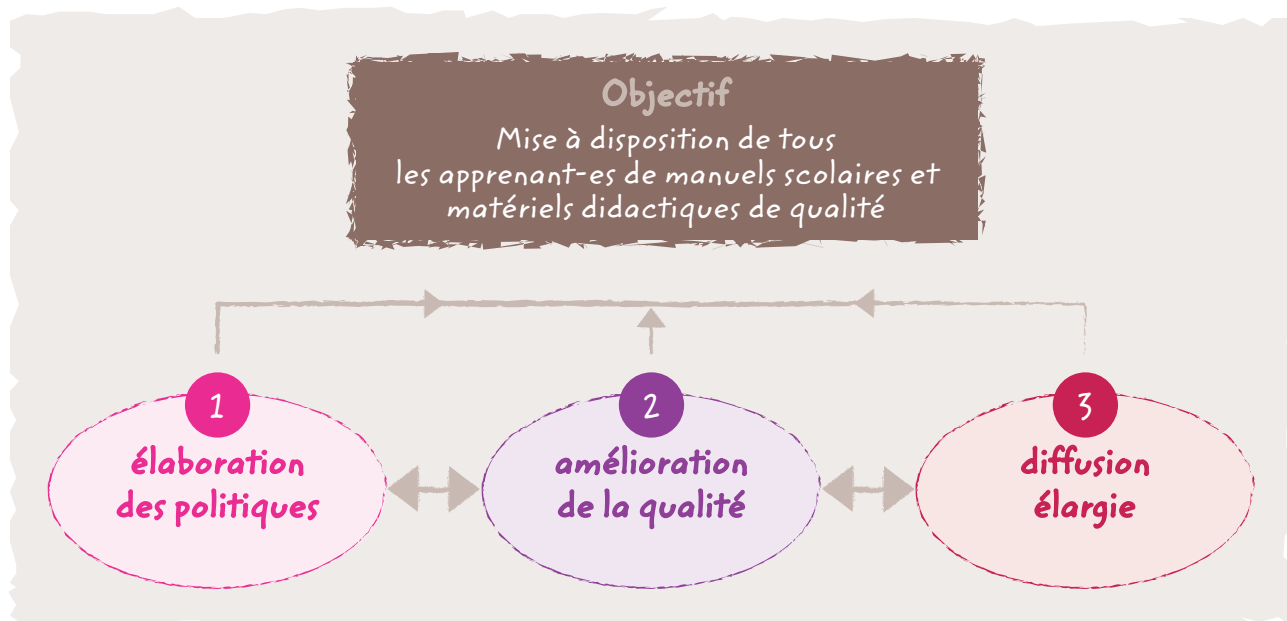 Objectif
Mise à disposition de tous
les apprenant-es de manuels scolaires et
matériels didactiques de qualité
1
élaboration
des politiques
2
amélioration
de la qualité
3
diffusion
élargie